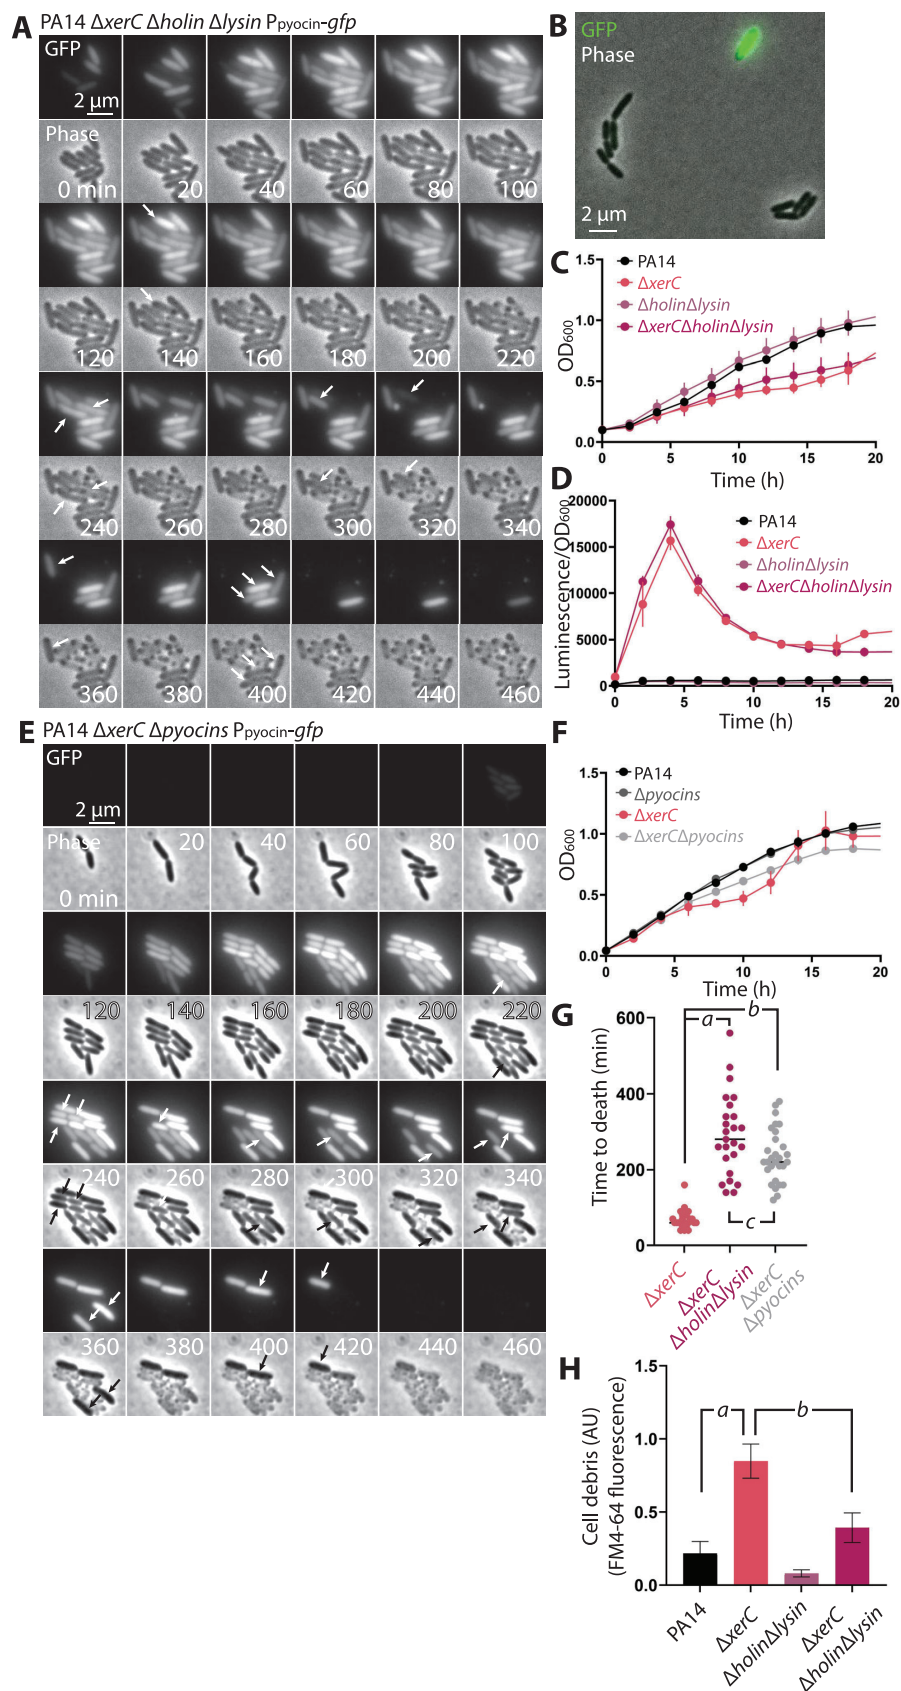 A PA14 ΔxerC Δholin Δlysin Ppyocin-gfp
GFP
2 µm
Phase
0 min 20 40 60 80 100
120 140 160 180 200 220
240 260 280 300 320 340
360 380 400 420 440 460
B
GFP
Phase
2 µm
C
1.5
1.0
0.5
0.0
OD600
PA14
ΔxerC
ΔholinΔlysin
ΔxerCΔholinΔlysin
0 5 10 15 20
Time (h)
D
20000
15000
10000
5000
0
Luminescence/OD600
PA14
ΔxerC
ΔholinΔlysin
ΔxerCΔholinΔlysin
0 5 10 15 20
Time (h)
E PA14 ΔxerC Δpyocins Ppyocin-gfp
GFP
2 µm
Phase 20 40 60 80 100
0 min
120 140 160 180 200 220
240 260 280 300 320 340
360 380 400 420 440 460
F
1.5
1.0
0.5
0.0
OD600
PA14
Δpyocins
ΔxerC
ΔxerCΔpyocins
0 5 10 15 20
Time (h)
G
600
400
200
0
Time to death (min)
a b
c
ΔxerC
ΔxerC
ΔholinΔlysin
ΔxerC
Δpyocins
H
1.5
1.0
0.5
0.0
Cell debris (AU)
(FM4-64 fluorescence)
a b
PA14
ΔxerC
ΔholinΔlysin
ΔxerC
ΔholinΔlysin